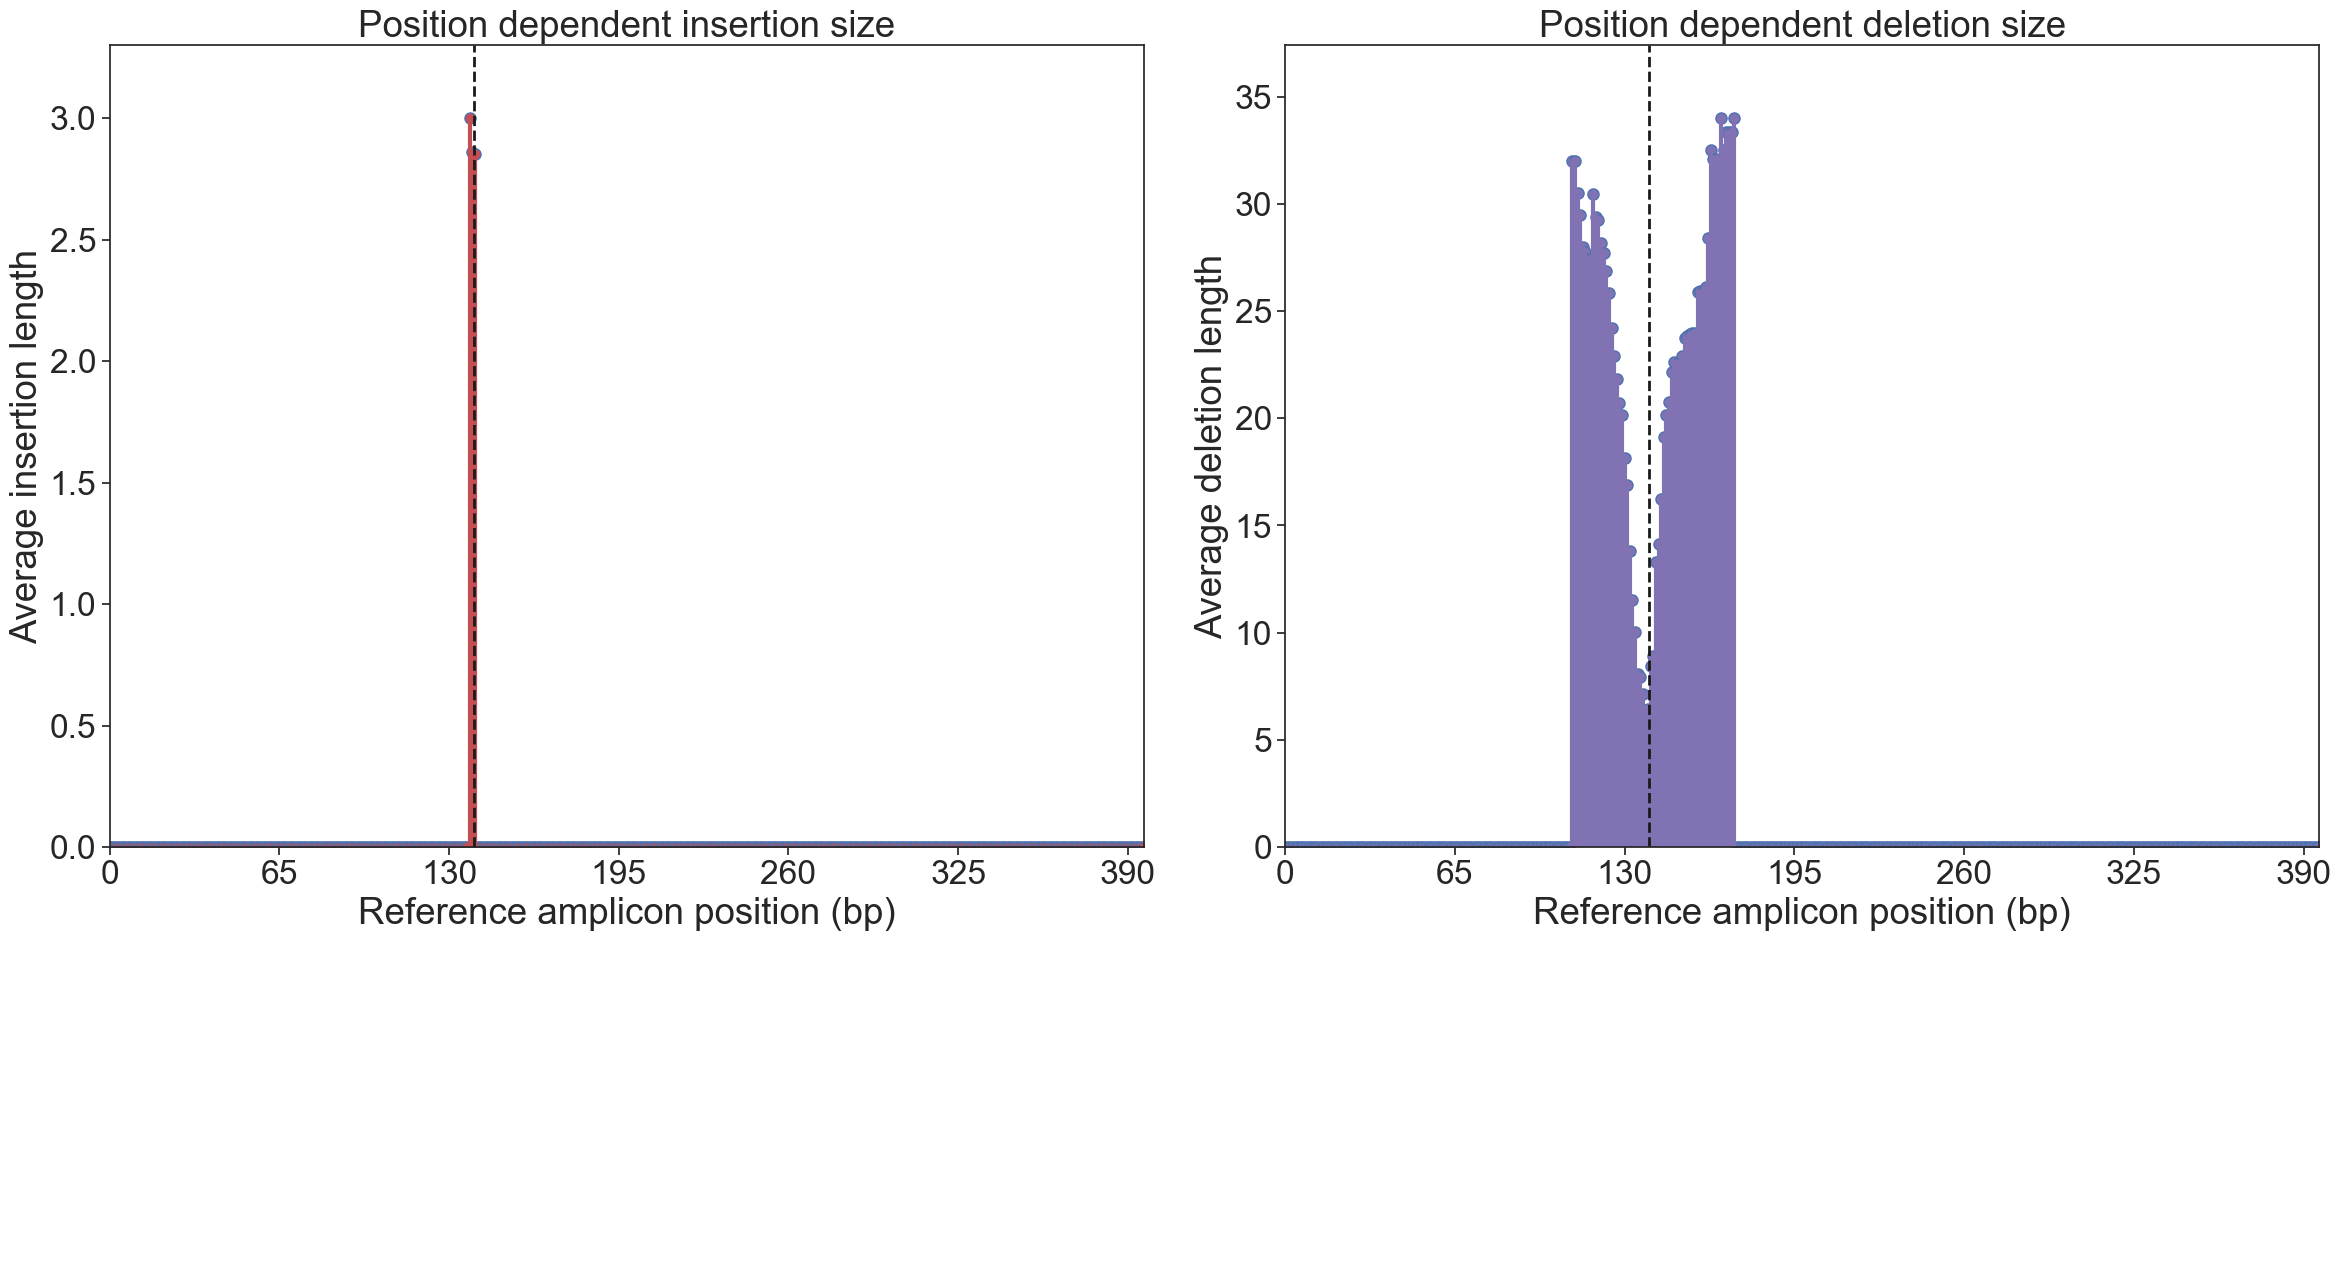 Position dependent insertion size
Average insertion length
3.0
2.5
2.0
1.5
1.0
0.5
0.0
0 65 130 195 260 325 390
Reference amplicon position (bp)
Position dependent deletion size
Average deletion length
35
30
25
20
15
10
5
0
0 65 130 195 260 325 390
Reference amplicon position (bp)